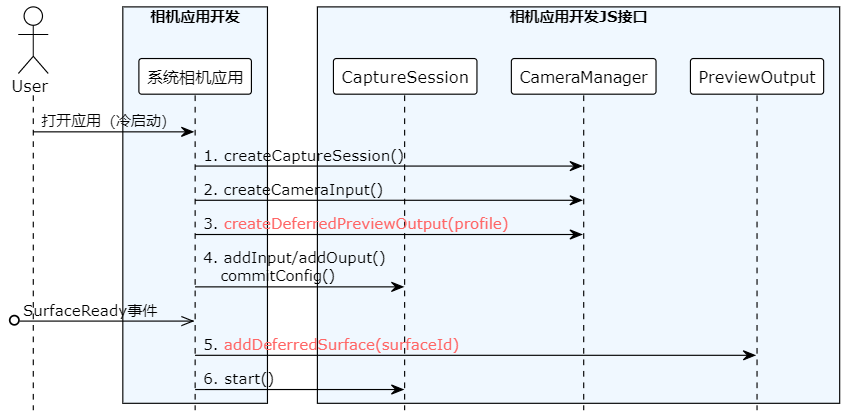 相机应用开发
相机应用开发JS接口
User
系统相机应用
CaptureSession
CameraManager
PreviewOutput
打开应用（冷启动）
1. createCaptureSession()
2. createCameraInput()
3. createDeferredPreviewOutput(profile)
4. addInput/addOuput()
commitConfig()
SurfaceReady事件
5. addDeferredSurface(surfaceId)
6. start()